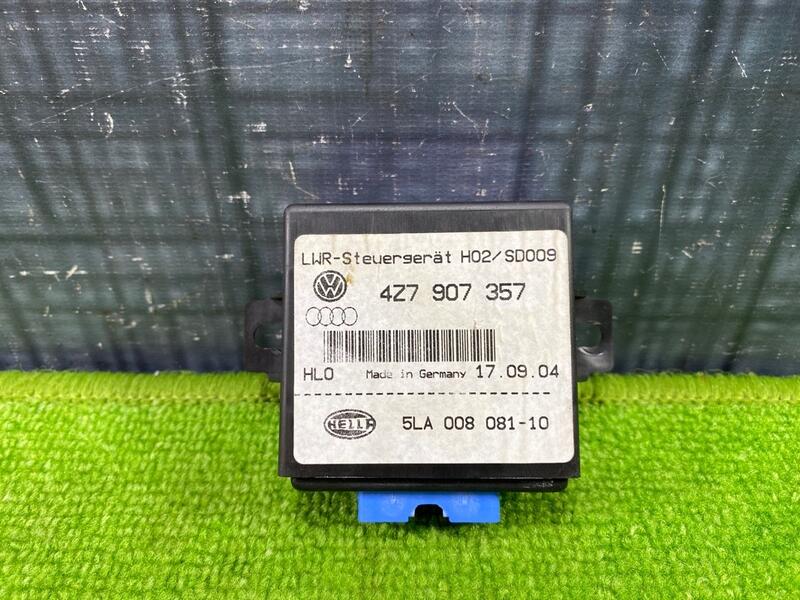 LWR-Steuergerät H02/SD009
4Z7 907 357
HLO Made in Germany 17.09.04
HELLA 5LA 008 081-10